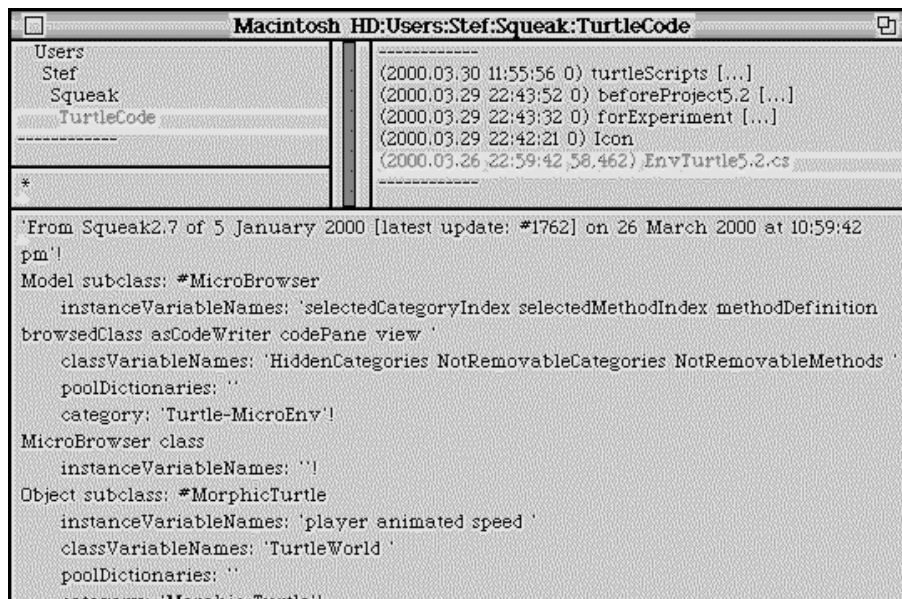 Macintosh HD:Users:Stef:Squeak:TurtleCode
Users
Stef
Squeak
TurtleCode
------------
*
------------
(2000.03.30 11:55:56 0) turtleScripts [...]
(2000.03.29 22:43:52 0) beforeProject5.2 [...]
(2000.03.29 22:43:32 0) forExperiment [...]
(2000.03.29 22:42:21 0) Icon
(2000.03.26 22:59:42 58,462) EnvTurtle5.2.cs
------------
'From Squeak2.7 of 5 January 2000 [latest update: #1762] on 26 March 2000 at 10:59:42
pm'!
Model subclass: #MicroBrowser
instanceVariableNames: 'selectedCategoryIndex selectedMethodIndex methodDefinition
browsedClass asCodeWriter codePane view '
classVariableNames: 'HiddenCategories NotRemovableCategories NotRemovableMethods '
poolDictionaries: ''
category: 'Turtle-MicroEnv'!
MicroBrowser class
instanceVariableNames: ''!
Object subclass: #MorphicTurtle
instanceVariableNames: 'player animated speed '
classVariableNames: 'TurtleWorld '
poolDictionaries: ''
category: 'Morphic-Turtle'!